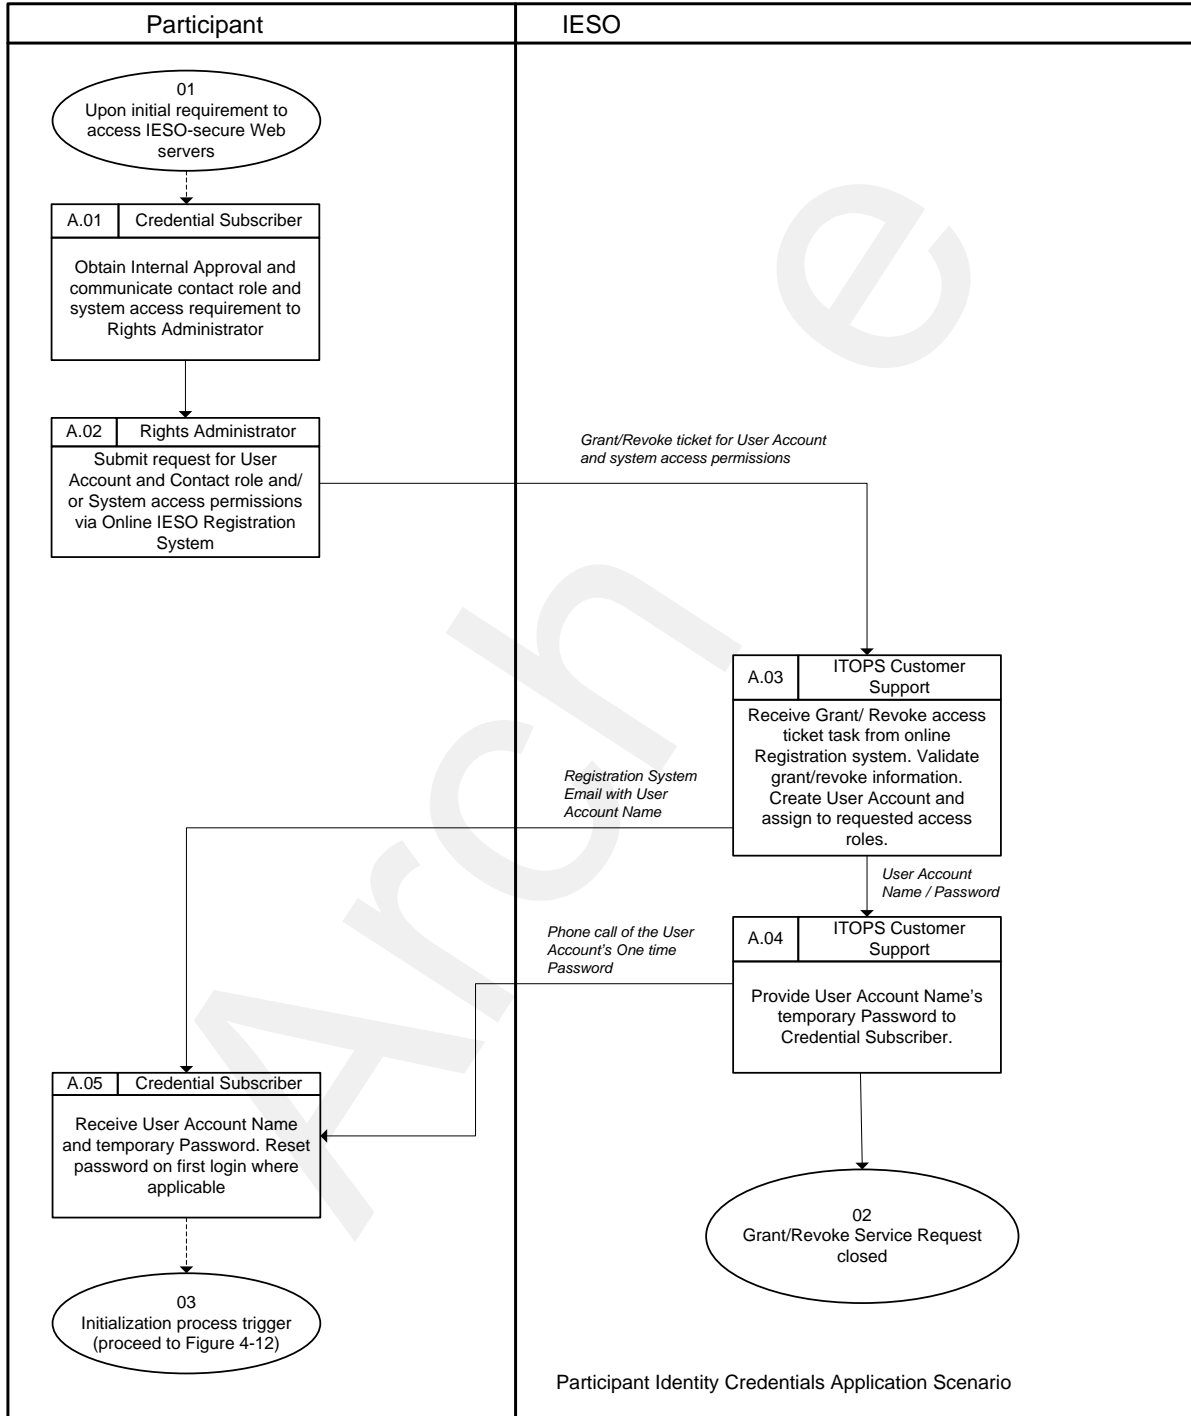 Participant
IESO
01
Upon initial requirement to
access IESO-secure Web
servers
A.01
Credential Subscriber
Obtain Internal Approval and
communicate contact role and
system access requirement to
Rights Administrator
A.02
Rights Administrator
Submit request for User
Account and Contact role and/
or System access permissions
via Online IESO Registration
System
Grant/Revoke ticket for User Account
and system access permissions
A.03
ITOPS Customer
Support
Receive Grant/ Revoke access
ticket task from online
Registration system. Validate
grant/revoke information.
Create User Account and
assign to requested access
roles.
Registration System
Email with User
Account Name
User Account
Name / Password
A.04
ITOPS Customer
Support
Provide User Account Name’s
temporary Password to
Credential Subscriber.
Phone call of the User
Account’s One time
Password
A.05
Credential Subscriber
Receive User Account Name
and temporary Password. Reset
password on first login where
applicable
02
Grant/Revoke Service Request
closed
03
Initialization process trigger
(proceed to Figure 4-12)
Participant Identity Credentials Application Scenario
Arch e